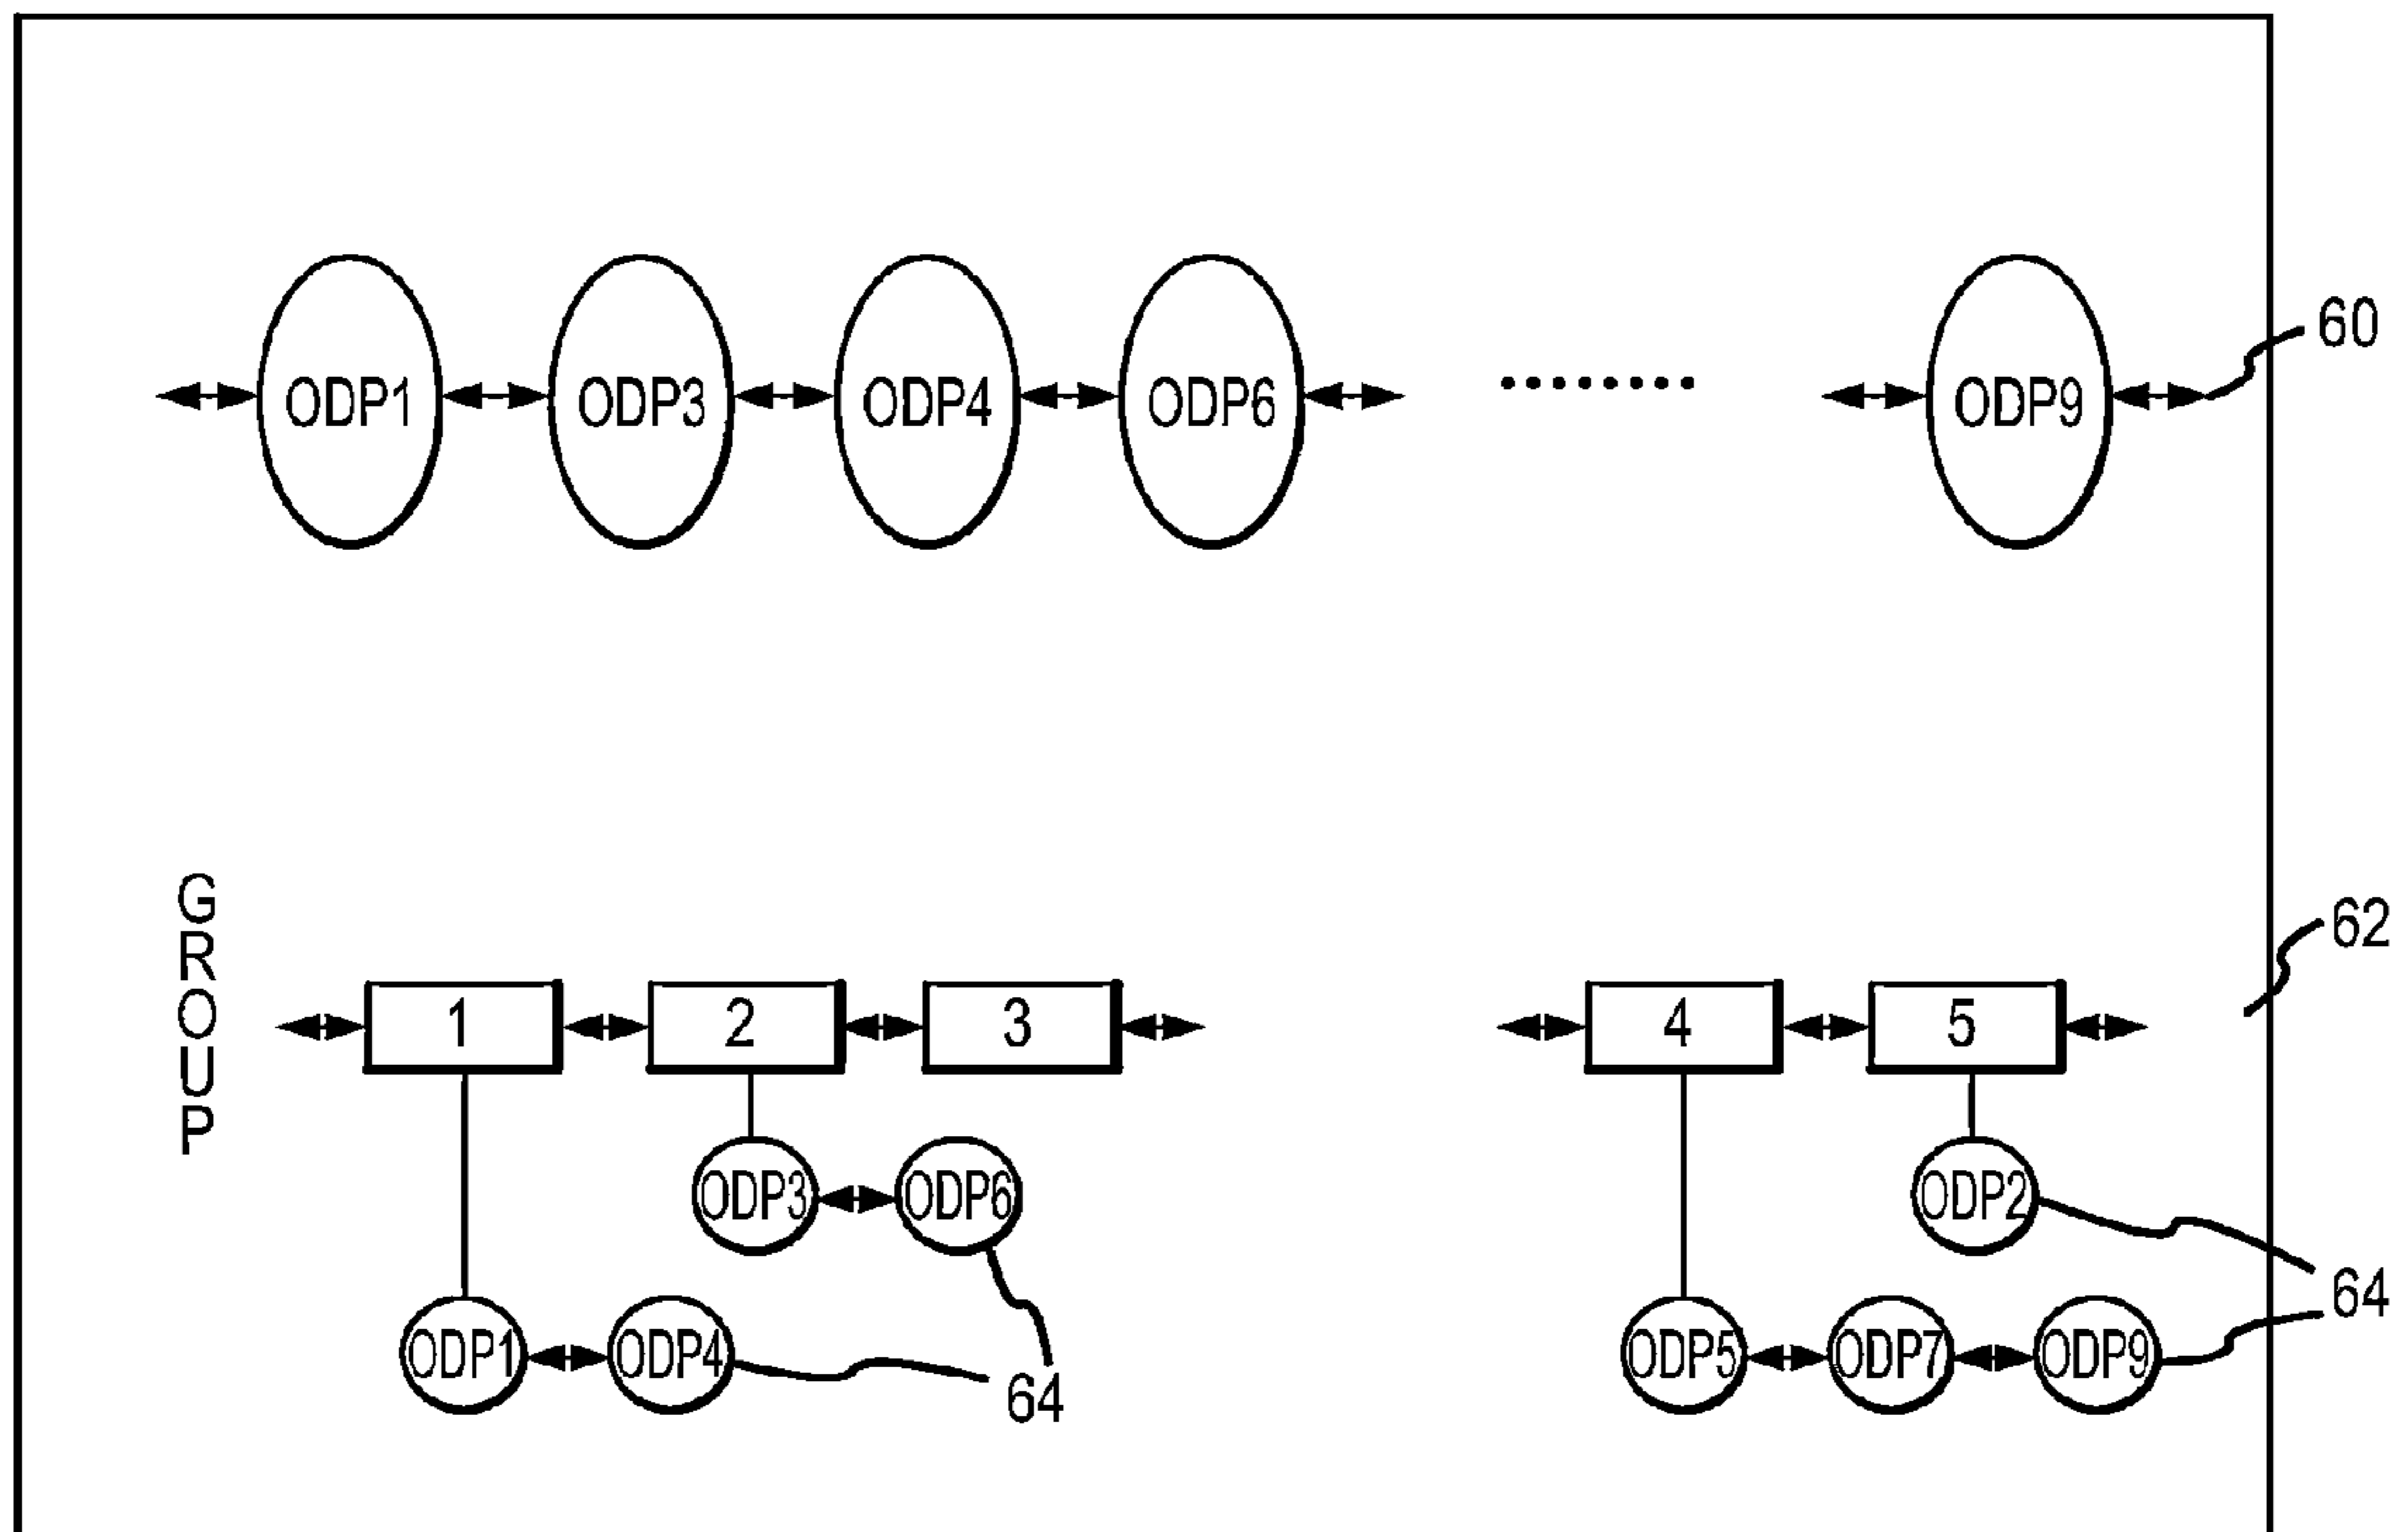 ODP1 ODP3 ODP4 ODP6 ........ ODP9 60
GROUP
1 2 3 4 5 62
ODP3 ODP6 ODP2
ODP1 ODP4 ODP5 ODP7 ODP9 64
64